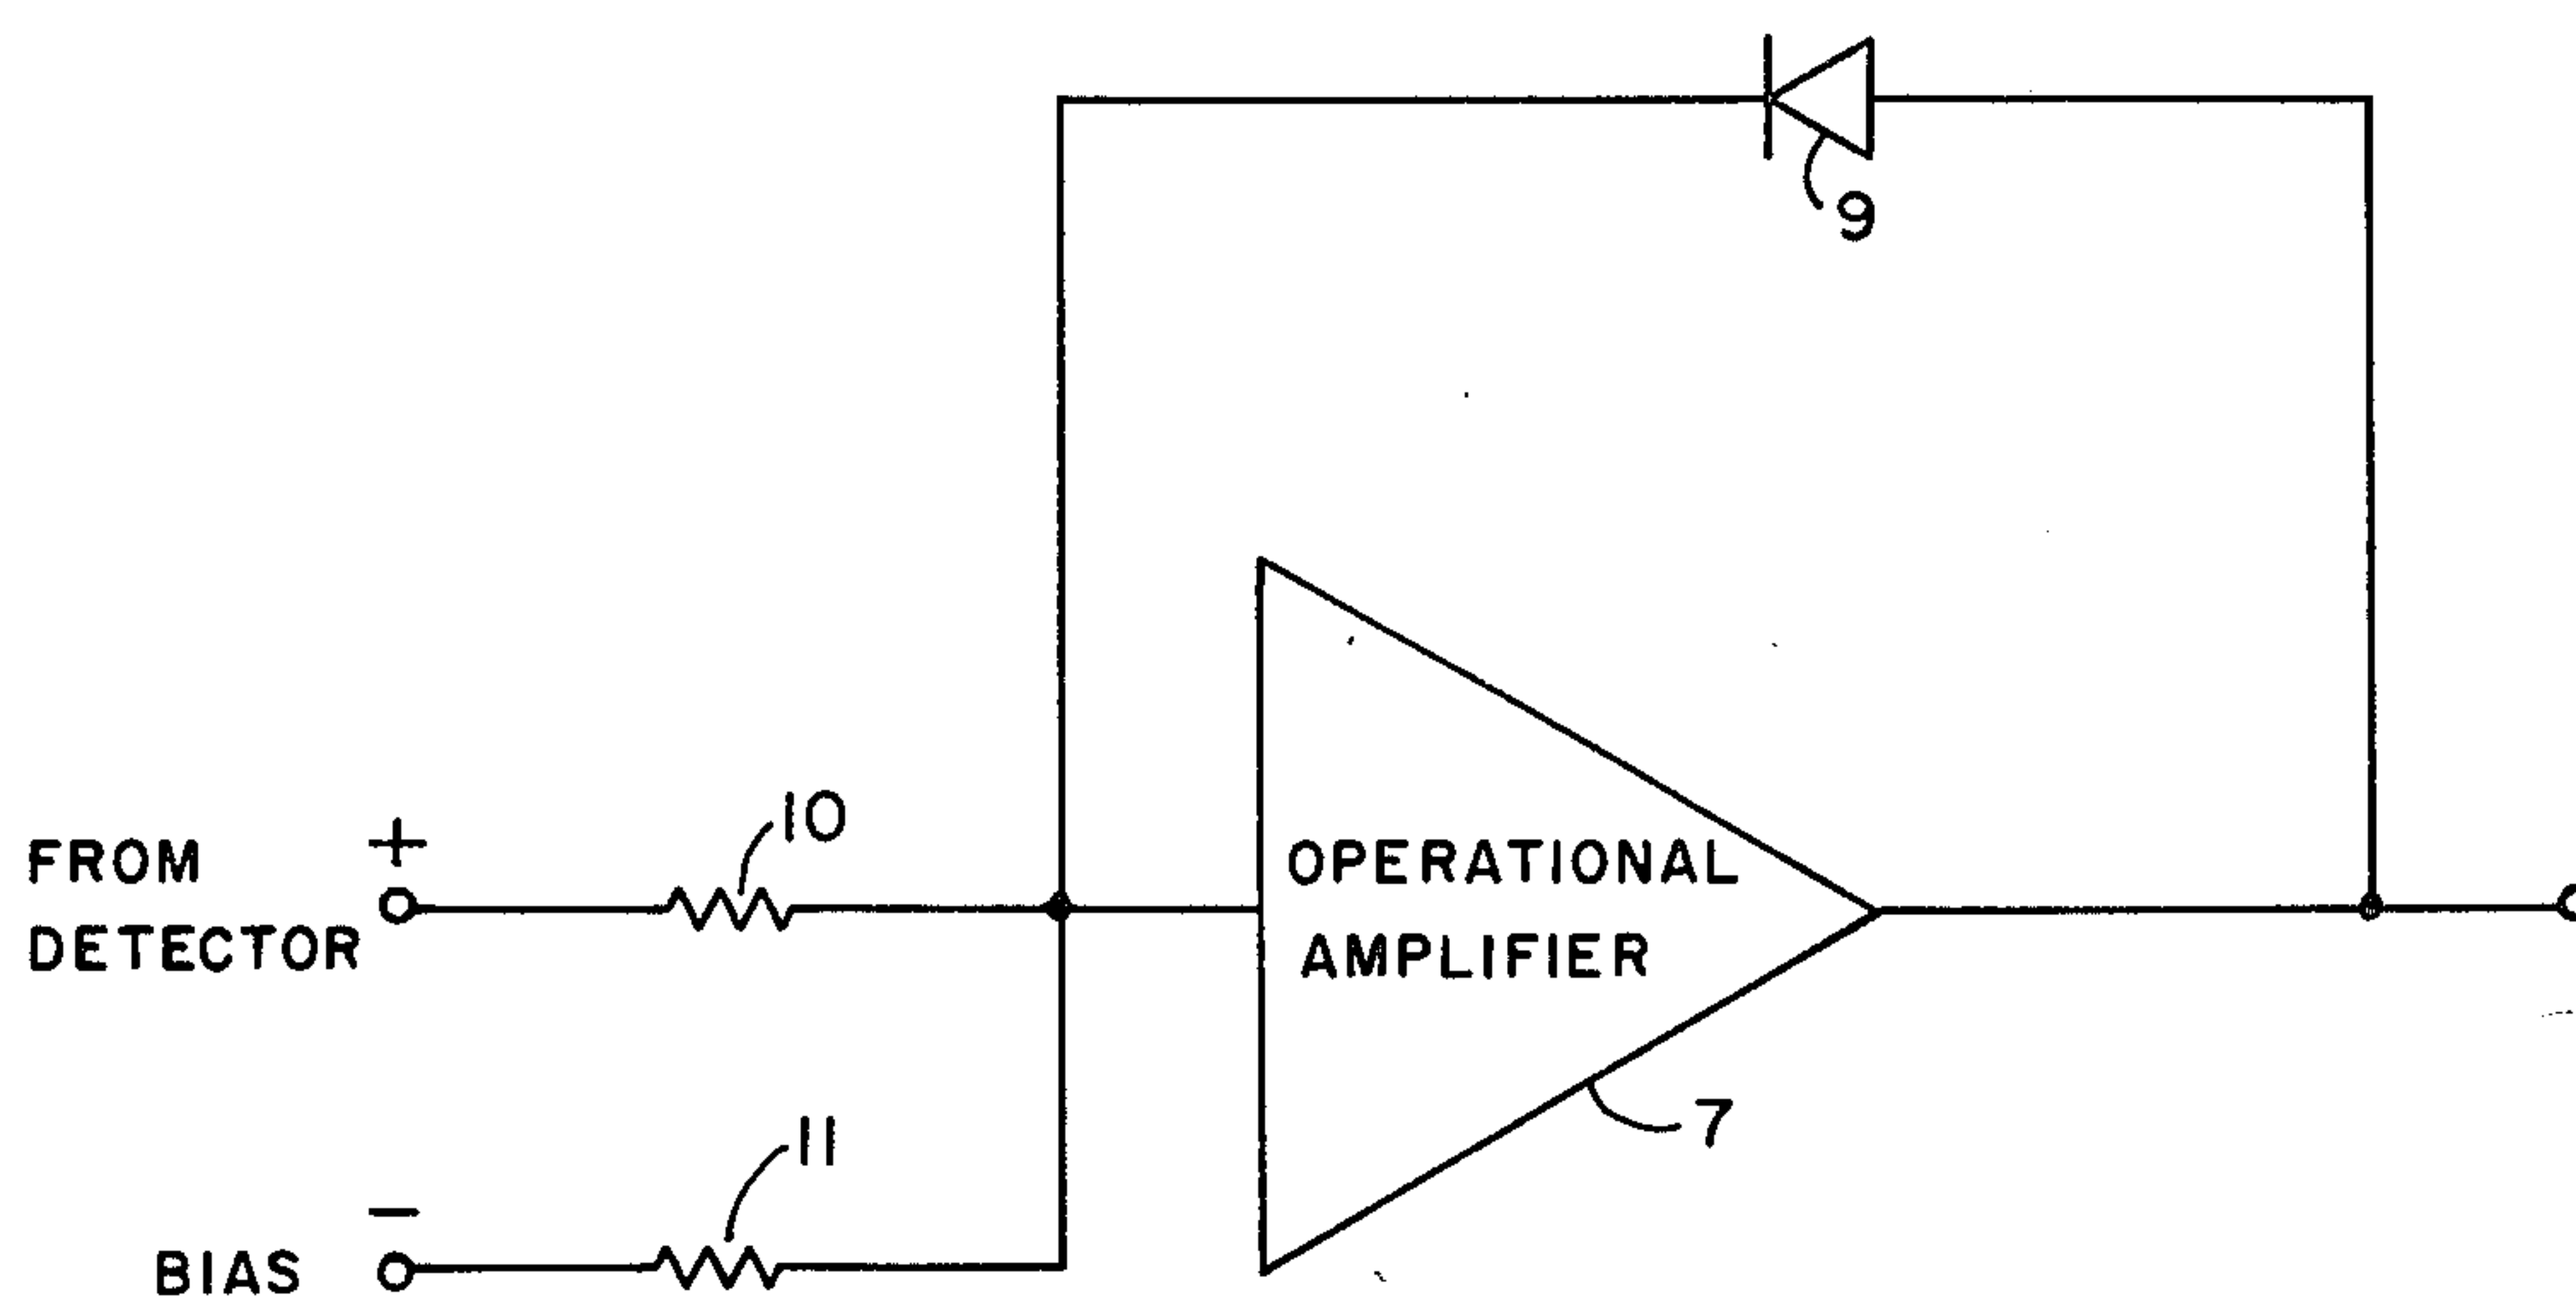 9
10
+
FROM
DETECTOR
OPERATIONAL
AMPLIFIER
7
11
−
BIAS